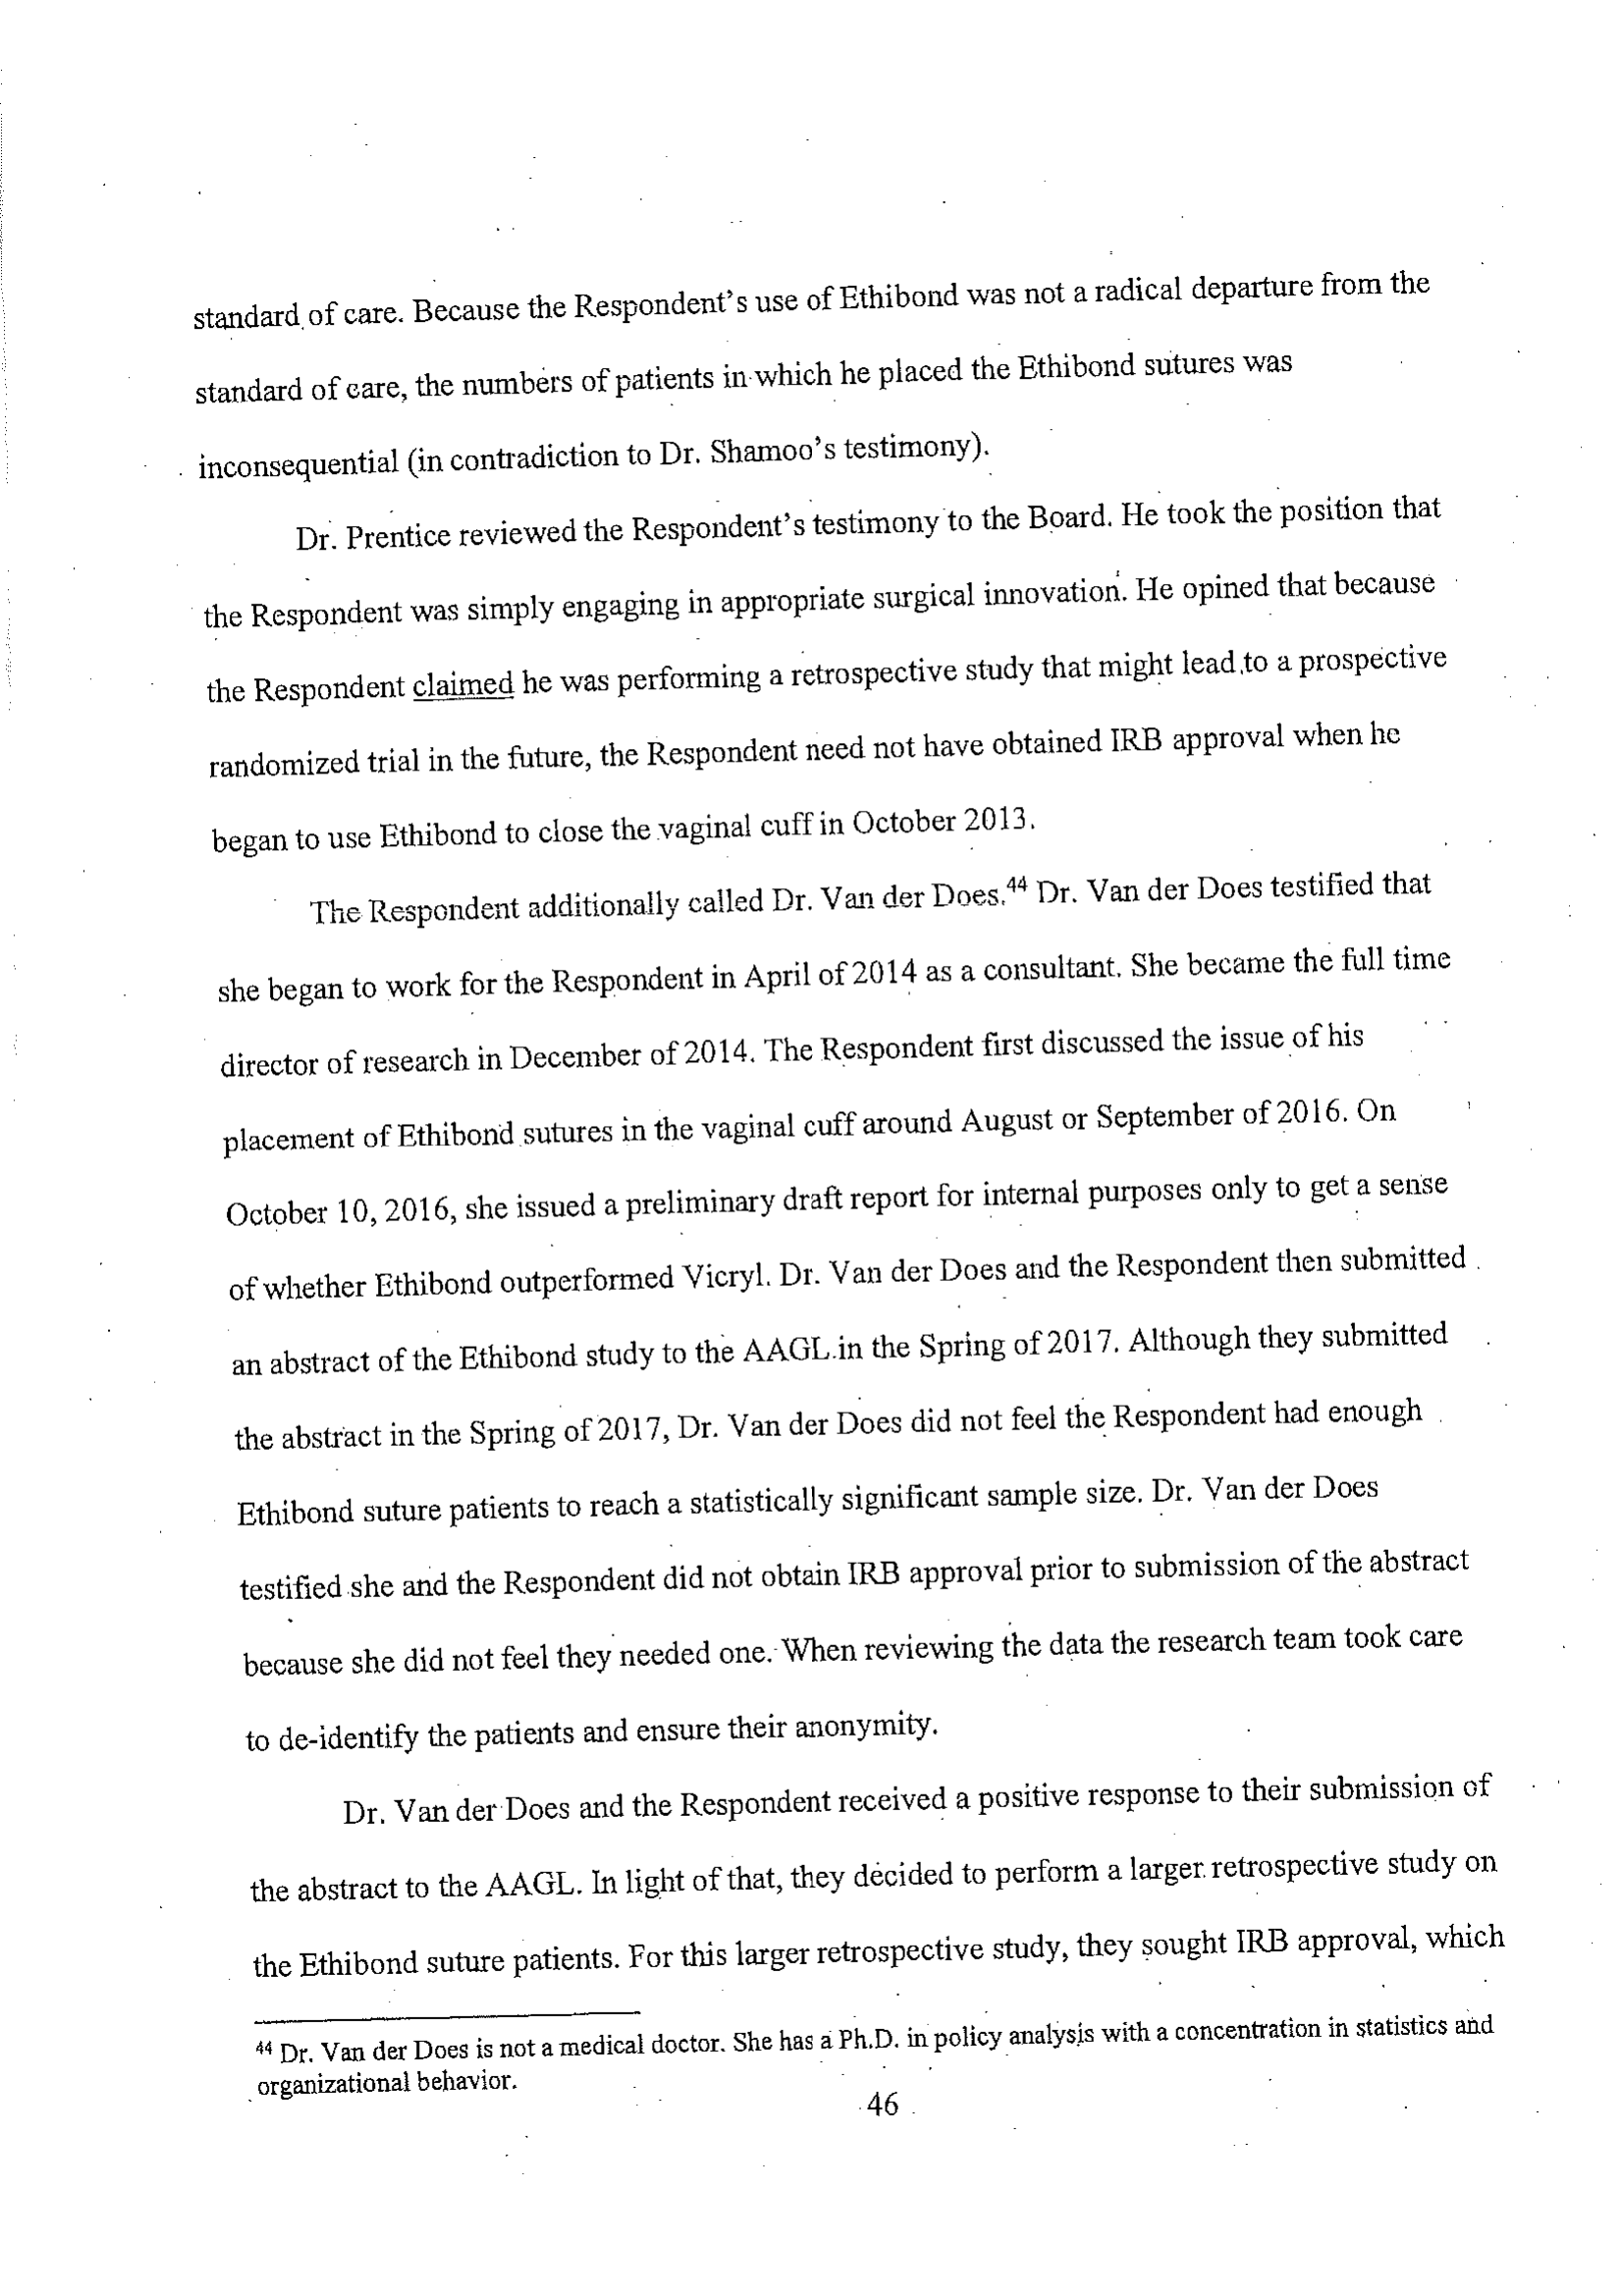 standard of care. Because the Respondent's use of Ethibond was not a radical departure from the
standard of care, the numbers of patients in which he placed the Ethibond sutures was
inconsequential (in contradiction to Dr. Shamoo's testimony).
Dr. Prentice reviewed the Respondent's testimony to the Board. He took the position that
the Respondent was simply engaging in appropriate surgical innovation. He opined that because
the Respondent claimed he was performing a retrospective study that might lead to a prospective
randomized trial in the future, the Respondent need not have obtained IRB approval when he
began to use Ethibond to close the vaginal cuff in October 2013.
The Respondent additionally called Dr. Van der Does.44 Dr. Van der Does testified that
she began to work for the Respondent in April of 2014 as a consultant. She became the full time
director of research in December of 2014. The Respondent first discussed the issue of his
placement of Ethibond sutures in the vaginal cuff around August or September of 2016. On
October 10, 2016, she issued a preliminary draft report for internal purposes only to get a sense
of whether Ethibond outperformed Vicryl. Dr. Van der Does and the Respondent then submitted
an abstract of the Ethibond study to the AAGL in the Spring of 2017. Although they submitted
the abstract in the Spring of 2017, Dr. Van der Does did not feel the Respondent had enough
Ethibond suture patients to reach a statistically significant sample size. Dr. Van der Does
testified she and the Respondent did not obtain IRB approval prior to submission of the abstract
because she did not feel they needed one. When reviewing the data the research team took care
to de-identify the patients and ensure their anonymity.
Dr. Van der Does and the Respondent received a positive response to their submission of
the abstract to the AAGL. In light of that, they decided to perform a larger retrospective study on
the Ethibond suture patients. For this larger retrospective study, they sought IRB approval, which
44 Dr. Van der Does is not a medical doctor. She has a Ph.D. in policy analysis with a concentration in statistics and
organizational behavior.
46